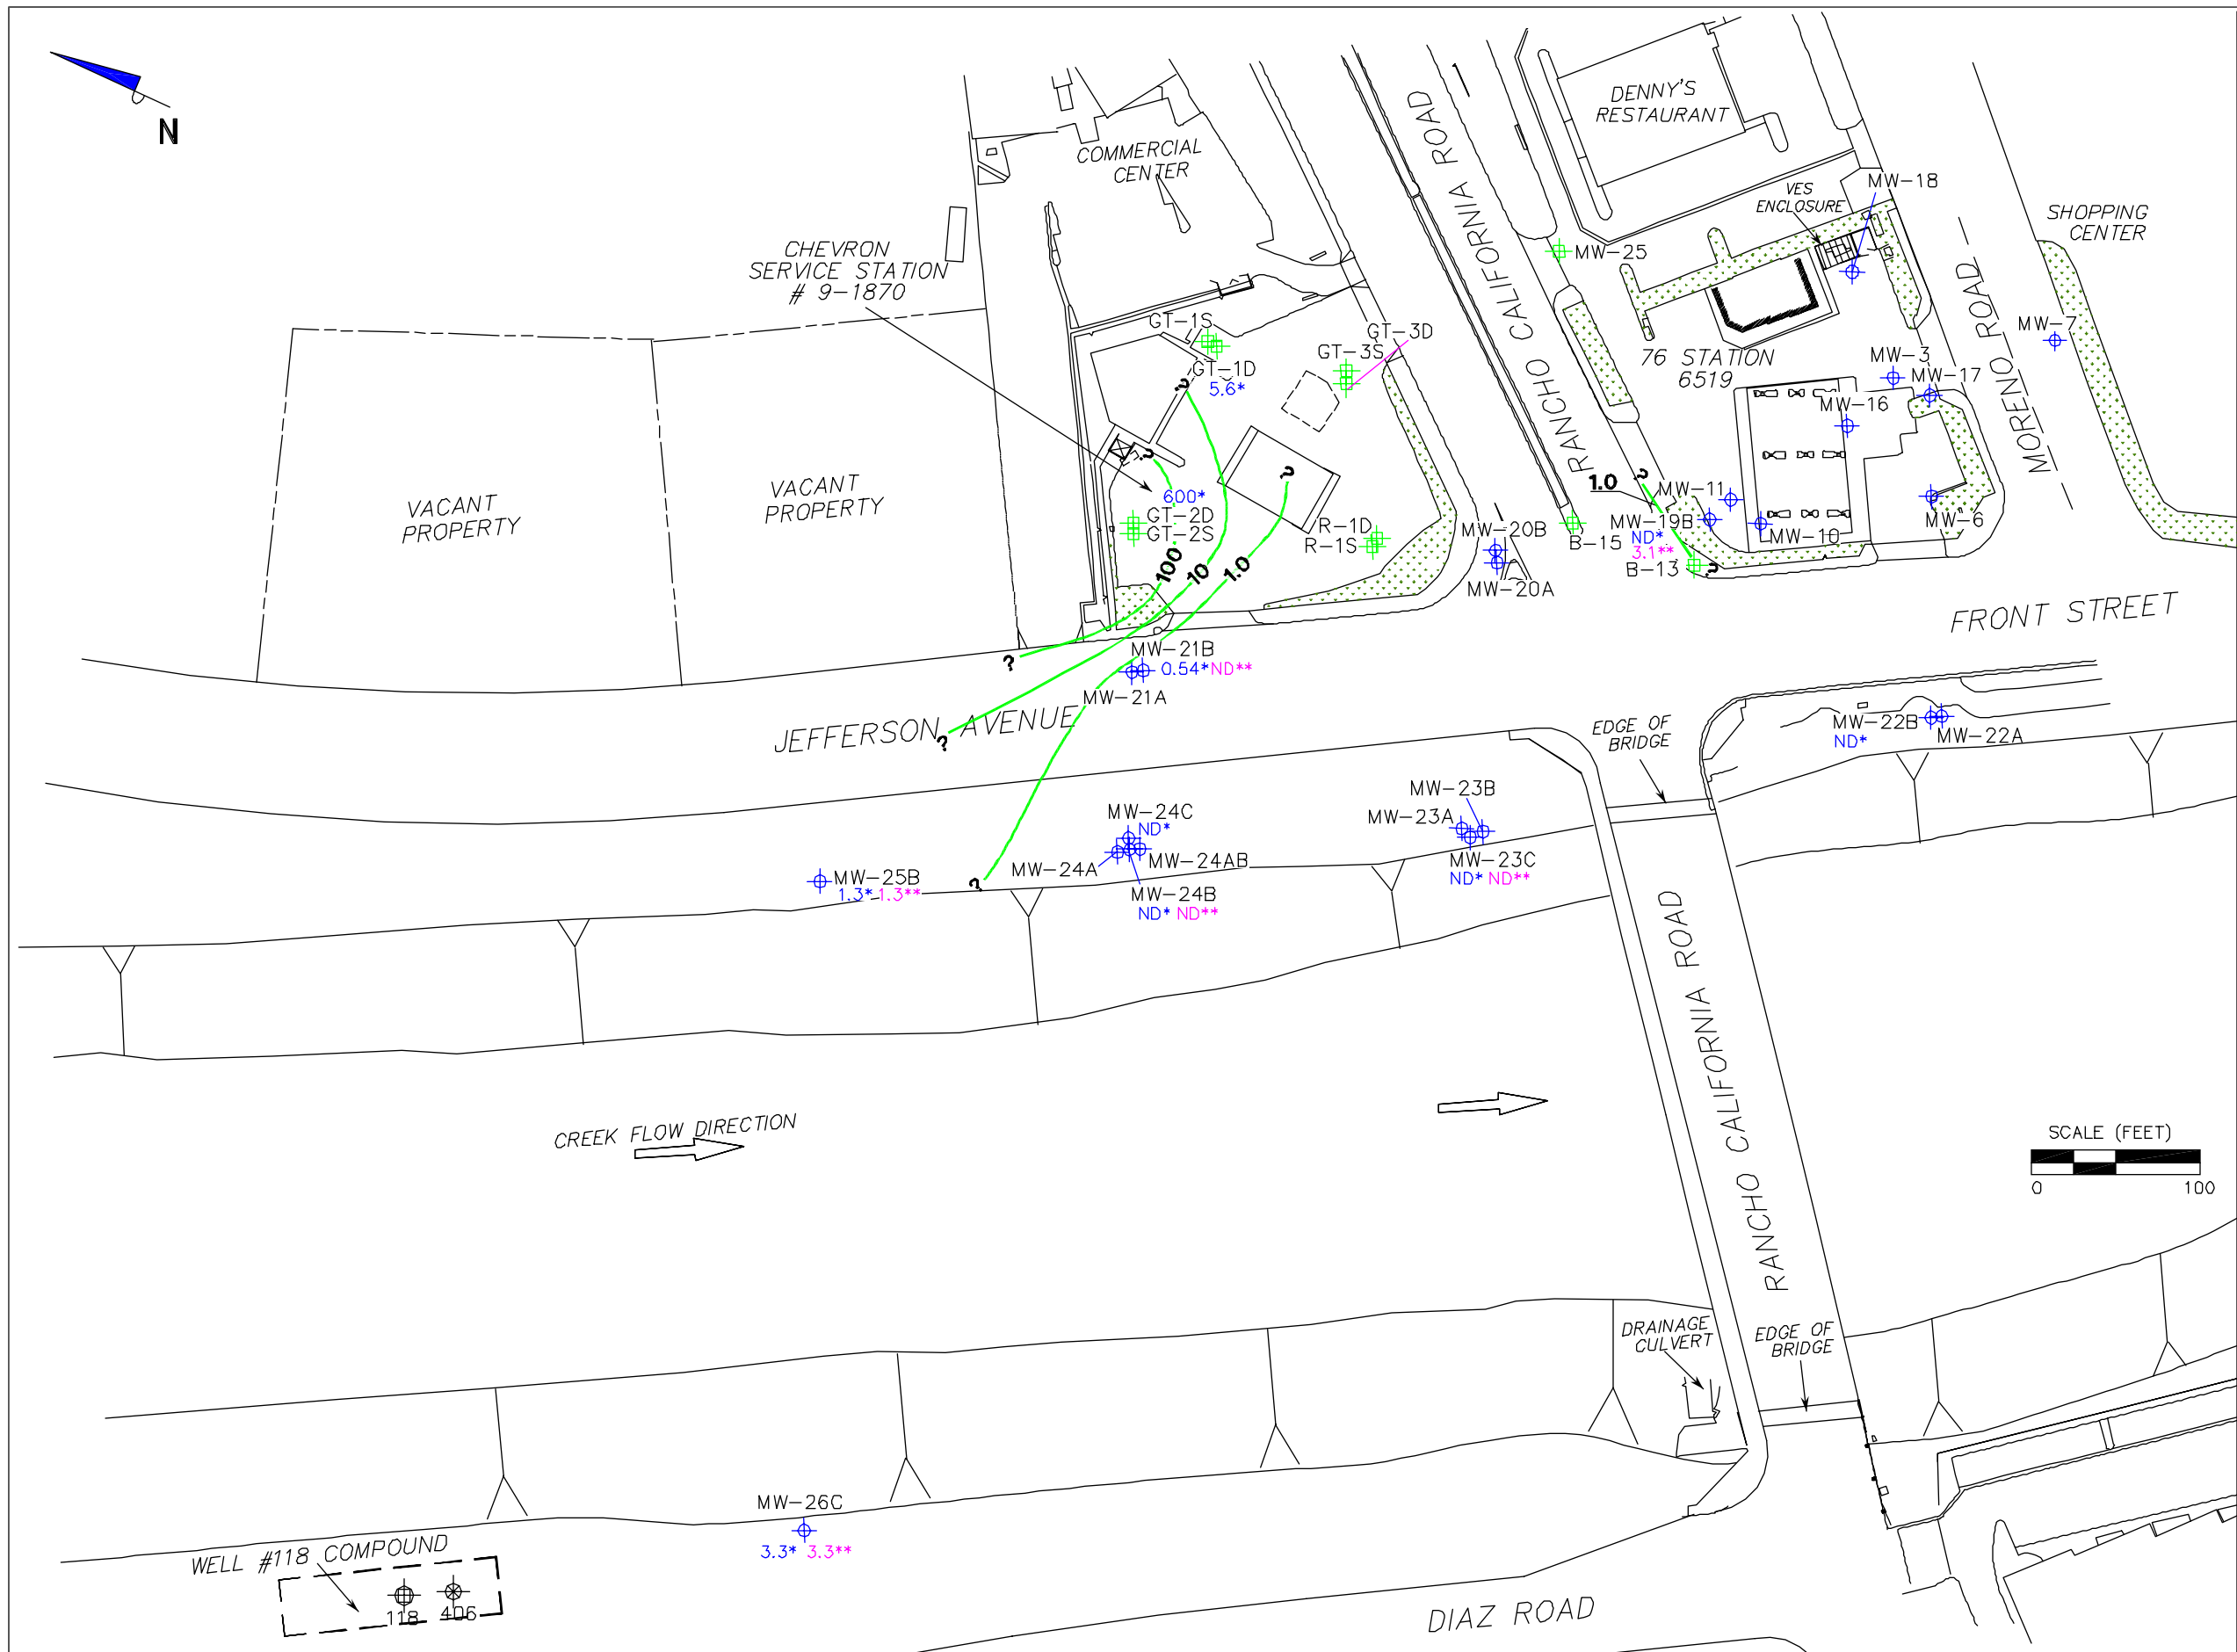 N
COMMERCIAL
CENTER
CHEVRON
SERVICE STATION
# 9-1870
VACANT
PROPERTY
VACANT
PROPERTY
RANCHO CALIFORNIA ROAD
DENNY'S
RESTAURANT
VES
ENCLOSURE
MW-18
SHOPPING
CENTER
MW-25
MW-7
MORENO ROAD
76 STATION
6519
MW-3
MW-17
MW-16
MW-11
MW-10
MW-6
GT-1S
GT-1D
5.6*
GT-3D
GT-3S
?
?
?
600*
GT-2D
GT-2S
R-1D
R-1S
MW-20B
MW-20A
B-15
1.0
?
MW-19B
ND*
3.1**
B-13
?
100
10
1.0
FRONT STREET
?
MW-21B
0.54* ND**
MW-21A
JEFFERSON AVENUE
?
EDGE OF
BRIDGE
MW-22B
ND*
MW-22A
MW-24C
ND*
MW-24A
MW-24AB
MW-24B
ND* ND**
MW-23B
MW-23A
MW-23C
ND* ND**
MW-25B
1.3* 1.3**
?
RANCHO CALIFORNIA ROAD
CREEK FLOW DIRECTION
SCALE (FEET)
0 100
DRAINAGE
CULVERT
EDGE OF
BRIDGE
MW-26C
3.3* 3.3**
WELL #118 COMPOUND
118 406
DIAZ ROAD